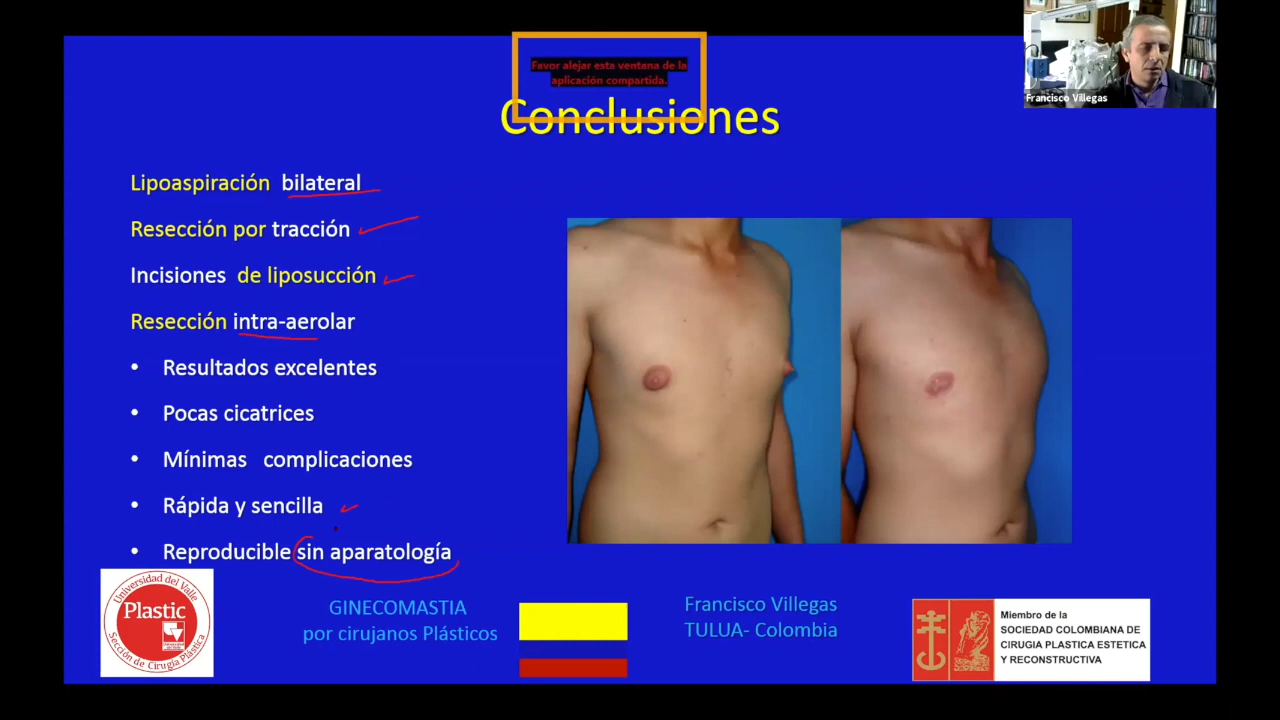 Favor alejar esta ventana de la
aplicación compartida.
Francisco Villegas
Conclusiones
Lipoaspiración bilateral
Resección por tracción
Incisiones de liposucción
Resección intra-aerolar
• Resultados excelentes
• Pocas cicatrices
• Mínimas complicaciones
• Rápida y sencilla
• Reproducible sin aparatología
Universidad del Valle
Plastic
Sección de Cirugía Plástica
GINECOMASTIA
por cirujanos Plásticos
Francisco Villegas
TULUA- Colombia
Miembro de la
SOCIEDAD COLOMBIANA DE
CIRUGIA PLASTICA ESTETICA
Y RECONSTRUCTIVA